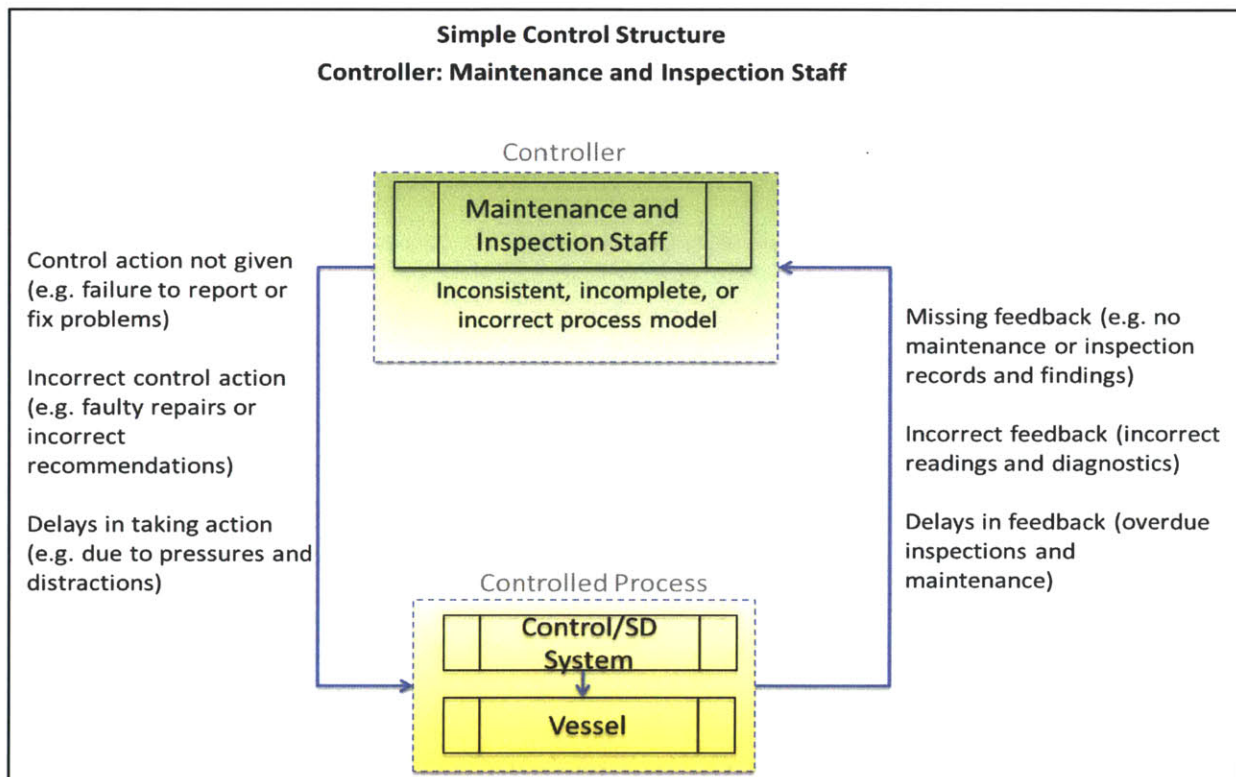 Simple Control Structure
Controller: Maintenance and Inspection Staff
Controller
Maintenance and
Inspection Staff
Inconsistent, incomplete, or
incorrect process model
Control action not given
(e.g. failure to report or
fix problems)
Incorrect control action
(e.g. faulty repairs or
incorrect
recommendations)
Delays in taking action
(e.g. due to pressures and
distractions)
Missing feedback (e.g. no
maintenance or inspection
records and findings)
Incorrect feedback (incorrect
readings and diagnostics)
Delays in feedback (overdue
inspections and
maintenance)
Controlled Process
Control/SD
System
Vessel